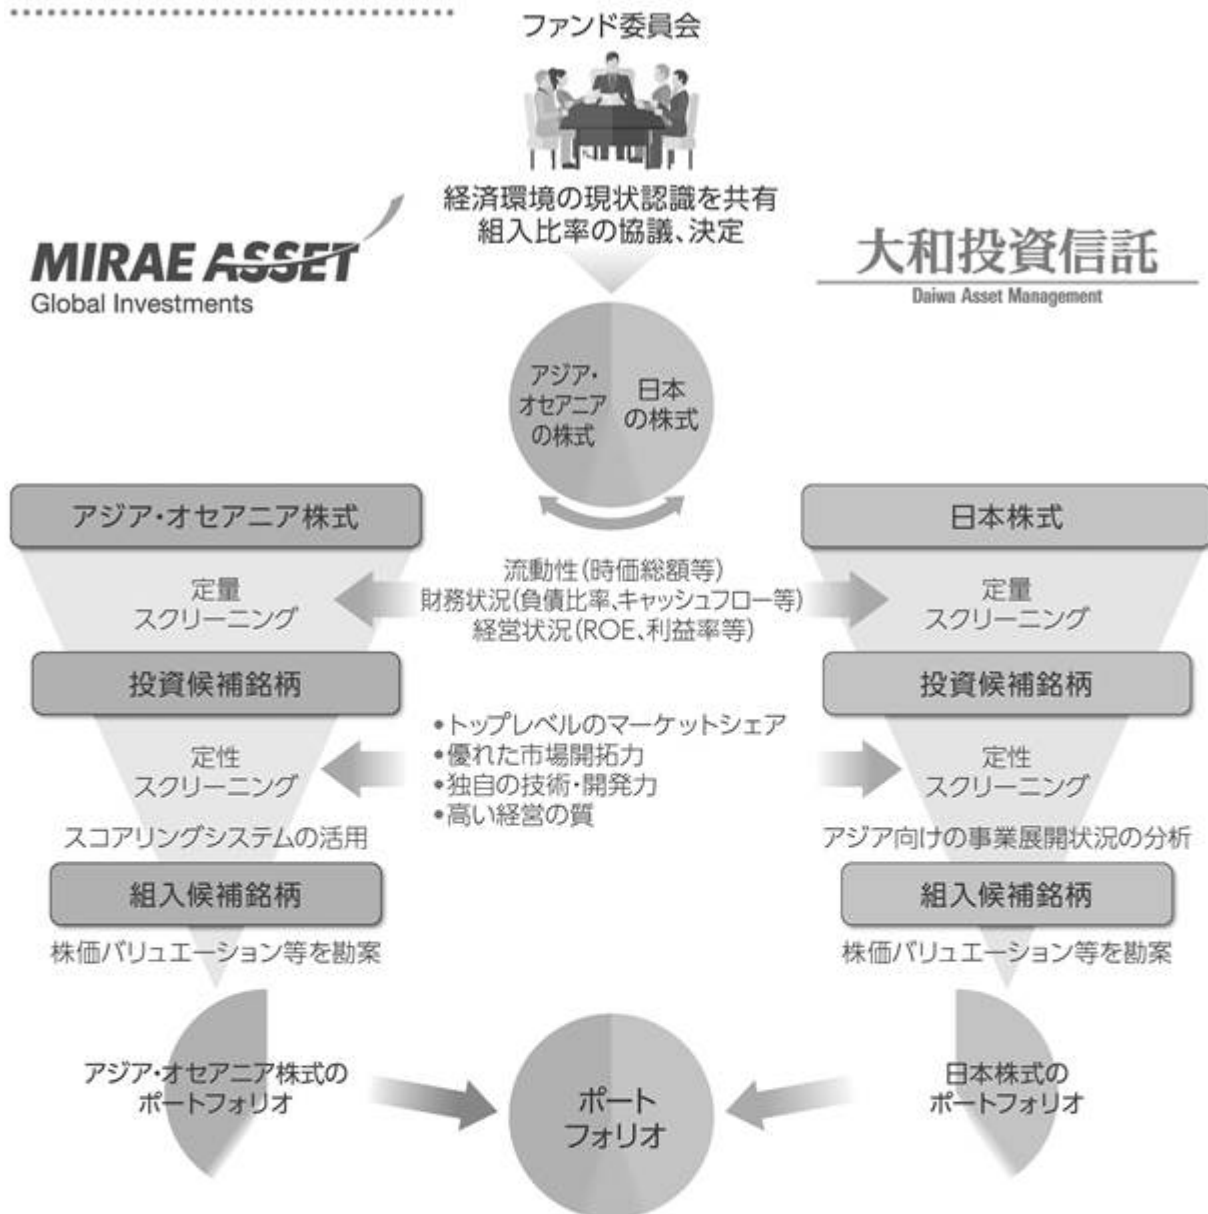 ファンド委員会
経済環境の現状認識を共有
組入比率の協議、決定
MIRAE ASSET
Global Investments
大和投資信託
Daiwa Asset Management
アジア・
オセアニア
の株式
日本
の株式
アジア・オセアニア株式
日本株式
定量
スクリーニング
流動性(時価総額等)
財務状況(負債比率、キャッシュフロー等)
経営状況(ROE、利益率等)
定量
スクリーニング
投資候補銘柄
投資候補銘柄
定性
スクリーニング
•トップレベルのマーケットシェア
•優れた市場開拓力
•独自の技術・開発力
•高い経営の質
定性
スクリーニング
スコアリングシステムの活用
アジア向けの事業展開状況の分析
組入候補銘柄
組入候補銘柄
株価バリュエーション等を勘案
株価バリュエーション等を勘案
アジア・オセアニア株式の
ポートフォリオ
ポート
フォリオ
日本株式の
ポートフォリオ